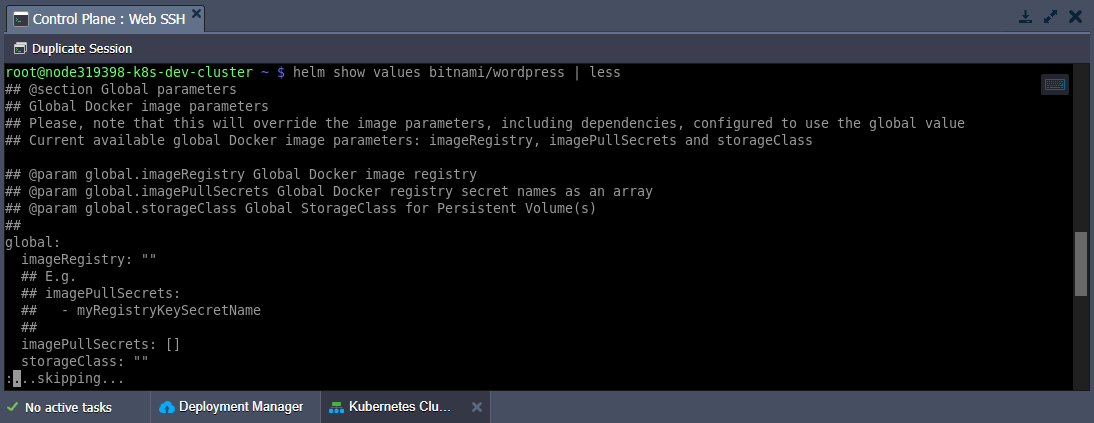 Control Plane : Web SSH
Duplicate Session
root@node319398-k8s-dev-cluster ~ $ helm show values bitnami/wordpress | less
## @section Global parameters
## Global Docker image parameters
## Please, note that this will override the image parameters, including dependencies, configured to use the global value
## Current available global Docker image parameters: imageRegistry, imagePullSecrets and storageClass

## @param global.imageRegistry Global Docker image registry
## @param global.imagePullSecrets Global Docker registry secret names as an array
## @param global.storageClass Global StorageClass for Persistent Volume(s)
##
global:
  imageRegistry: ""
  ## E.g.
  ## imagePullSecrets:
  ##   - myRegistryKeySecretName
  ##
  imagePullSecrets: []
  storageClass: ""
:...skipping...
No active tasks
Deployment Manager
Kubernetes Clu...